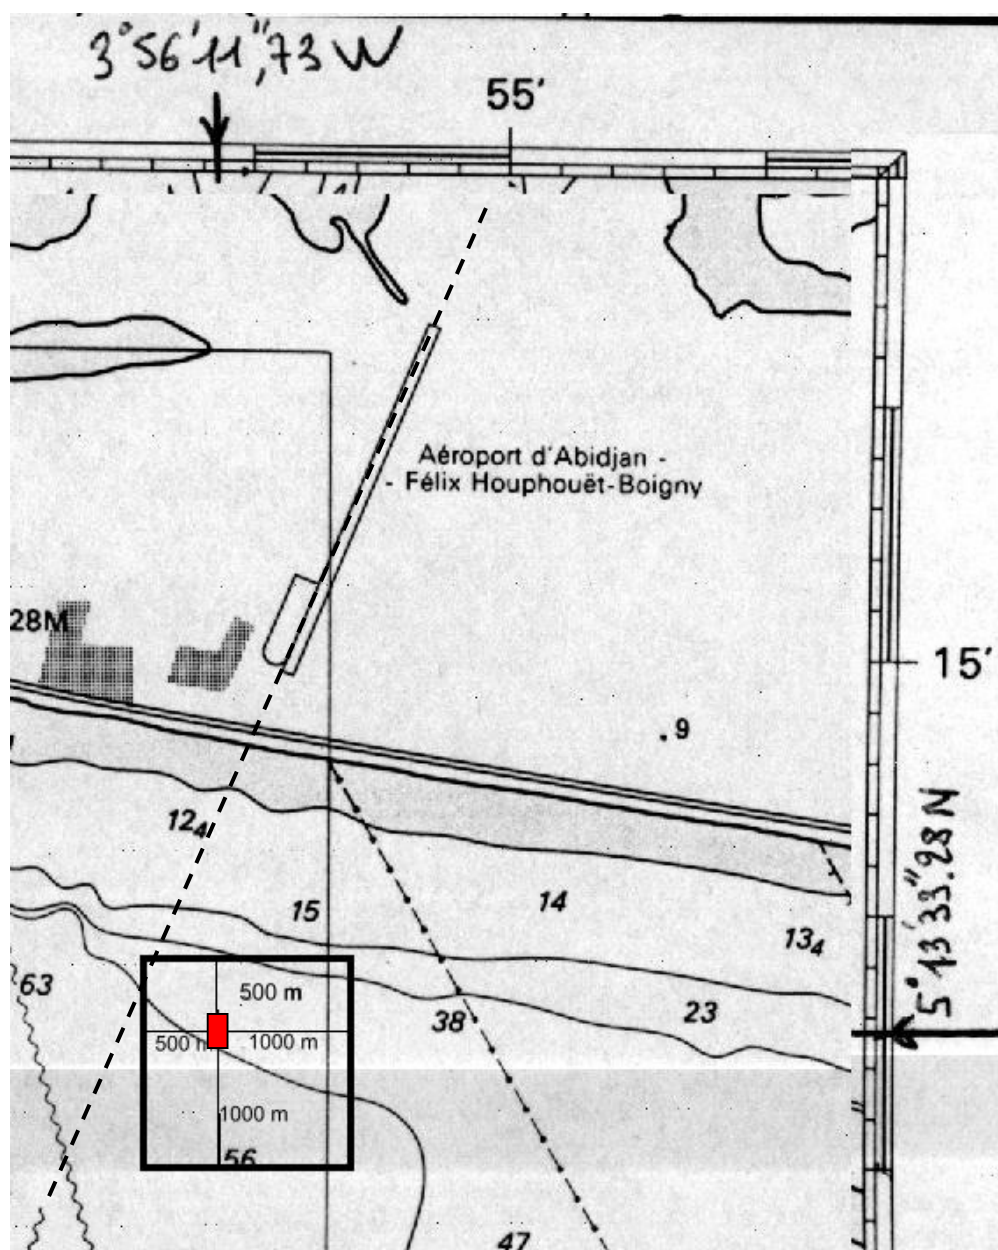 3°56'11",73 W
55'
Aéroport d'Abidjan -
- Félix Houphouët-Boigny
28M
15'
9
12₄
5°13'33".28 N
15
14
13₄
63
500 m
38
23
500
1000 m
1000 m
56
47